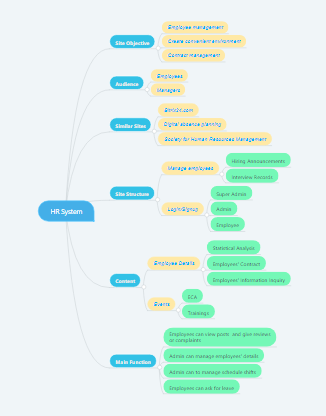 HR System
Site Objective
Employee management
Create convenient environment
Contract management
Audience
Employees
Managers
Similar Sites
Bitrix24.com
Digital absence planning
Society for Human Resources Management
Site Structure
Manage employees
Hiring Announcements
Interview Records
Login/Signup
Super Admin
Admin
Employee
Content
Employee Details
Statistical Analysis
Employees' Contract
Employees' information inquiry
Events
ECA
Trainings
Main Function
Employees can view posts and give reviews
or complaints
Admin can manage employees' details
Admin can to manage schedule shifts
Employees can ask for leave